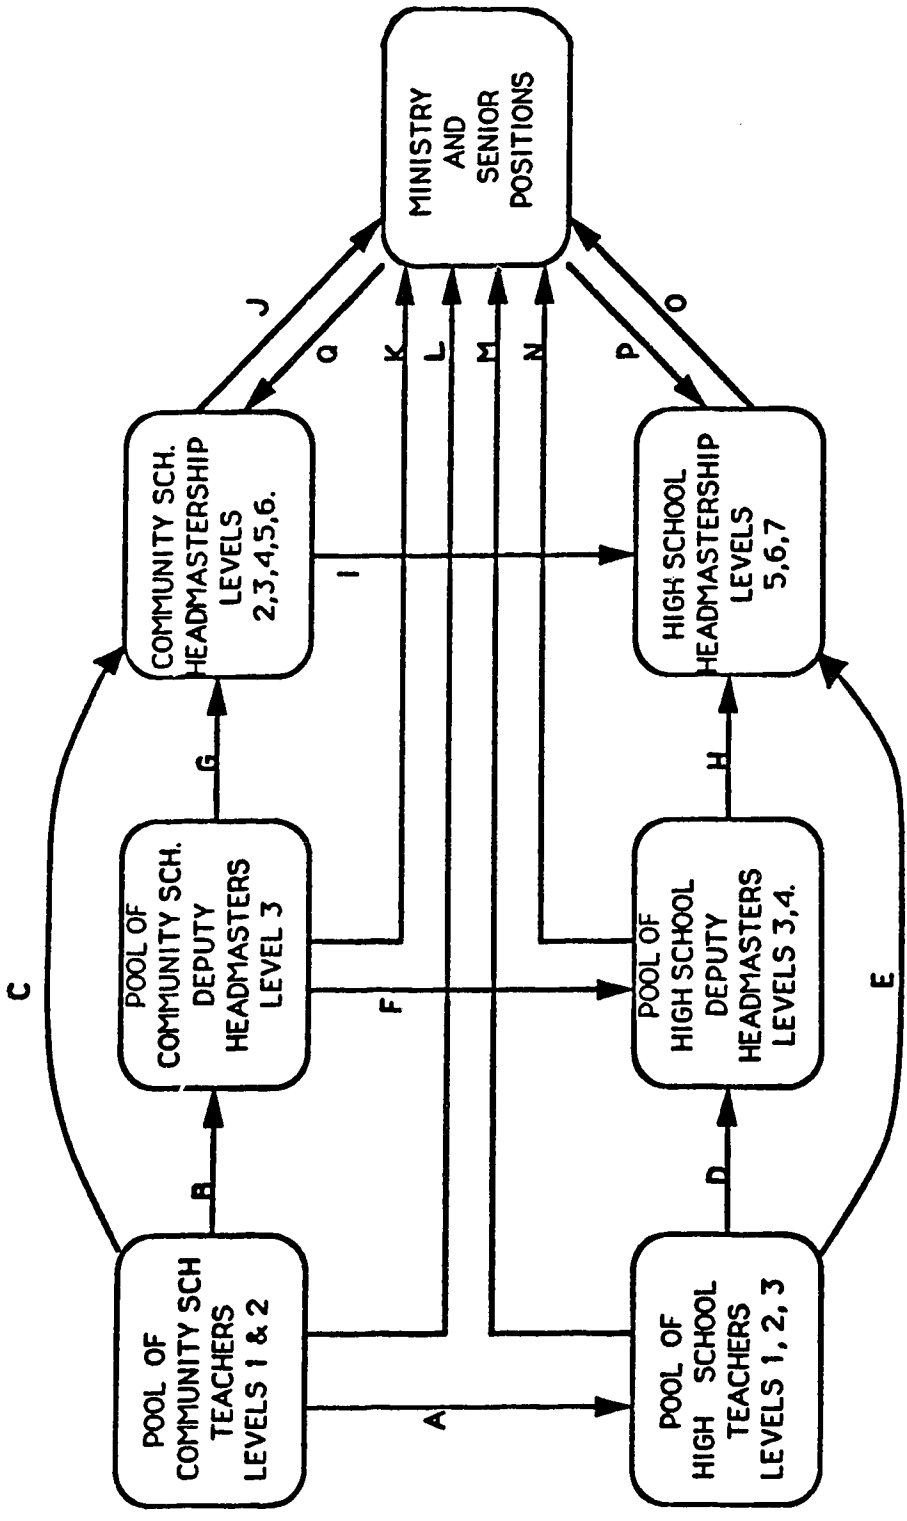 POOL OF
COMMUNITY SCH
TEACHERS
LEVELS 1 & 2
POOL OF
COMMUNITY SCH.
DEPUTY
HEADMASTERS
LEVEL 3
COMMUNITY SCH.
HEADMASTERSHIP
LEVELS
2,3,4,5,6.
MINISTRY
AND
SENIOR
POSITIONS
POOL OF
HIGH SCHOOL
TEACHERS
LEVELS 1, 2, 3
POOL OF
HIGH SCHOOL
DEPUTY
HEADMASTERS
LEVELS 3,4.
HIGH SCHOOL
HEADMASTERSHIP
LEVELS
5,6,7
A
B
C
D
E
F
G
H
I
J
K
L
M
N
O
P
Q